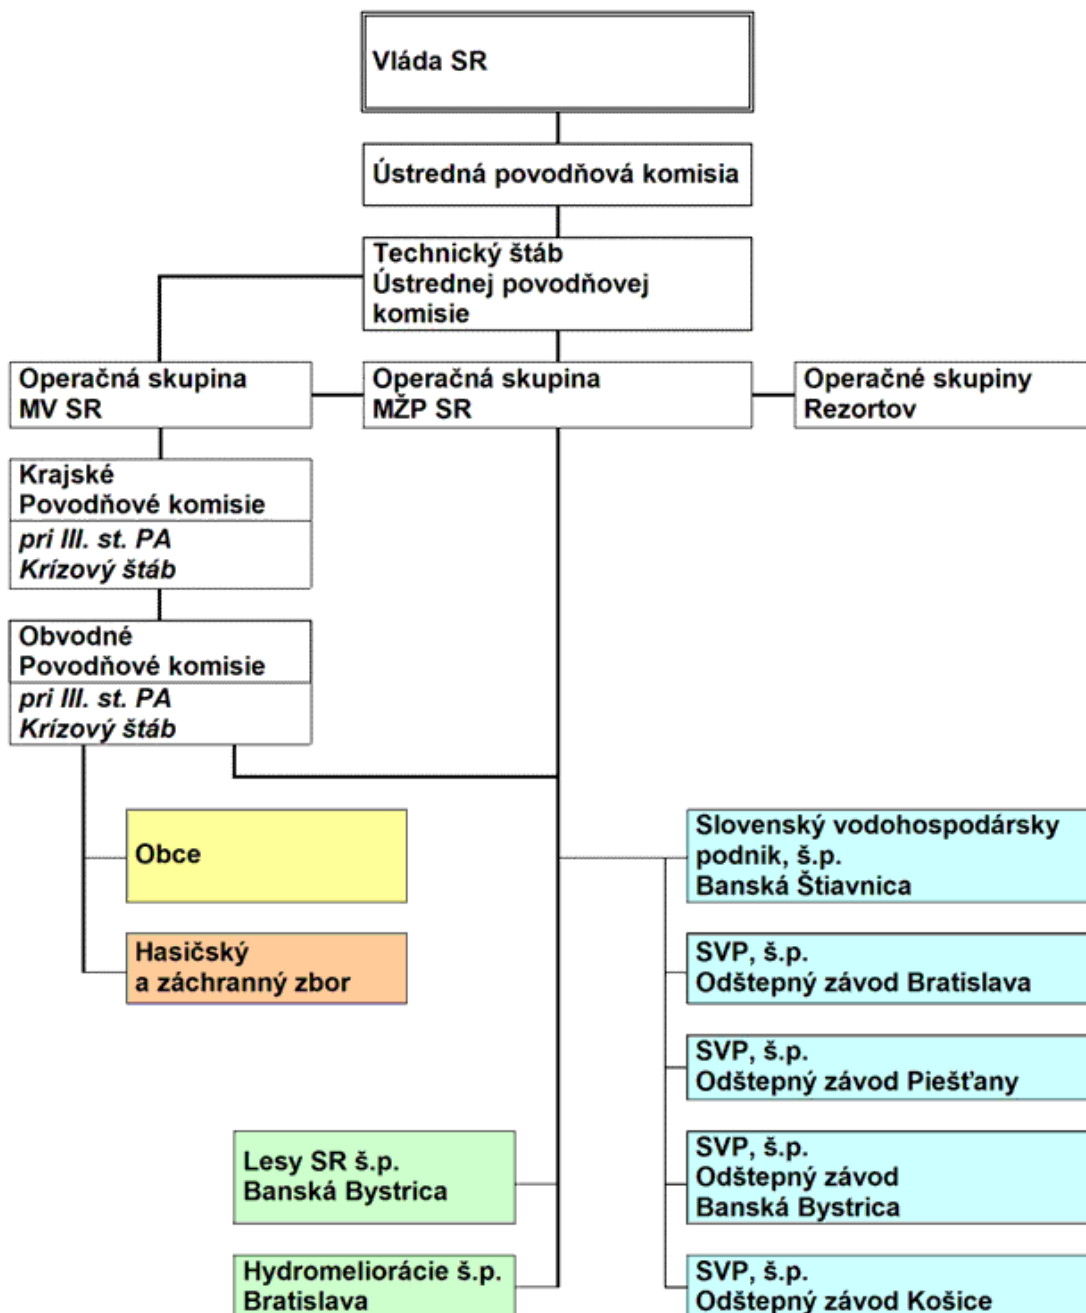 Vláda SR
Ústredná povodňová komisia
Technický štáb
Ústrednej povodňovej
komisie
Operačná skupina
MV SR
Operačná skupina
MŽP SR
Operačné skupiny
Rezortov
Krajské
Povodňové komisie
pri III. st. PA
Krízový štáb
Obvodné
Povodňové komisie
pri III. st. PA
Krízový štáb
Obce
Hasičský
a záchranný zbor
Slovenský vodohospodársky
podnik, š.p.
Banská Štiavnica
SVP, š.p.
Odštepný závod Bratislava
SVP, š.p.
Odštepný závod Piešťany
SVP, š.p.
Odštepný závod
Banská Bystrica
SVP, š.p.
Odštepný závod Košice
Lesy SR š.p.
Banská Bystrica
Hydromeliorácie š.p.
Bratislava